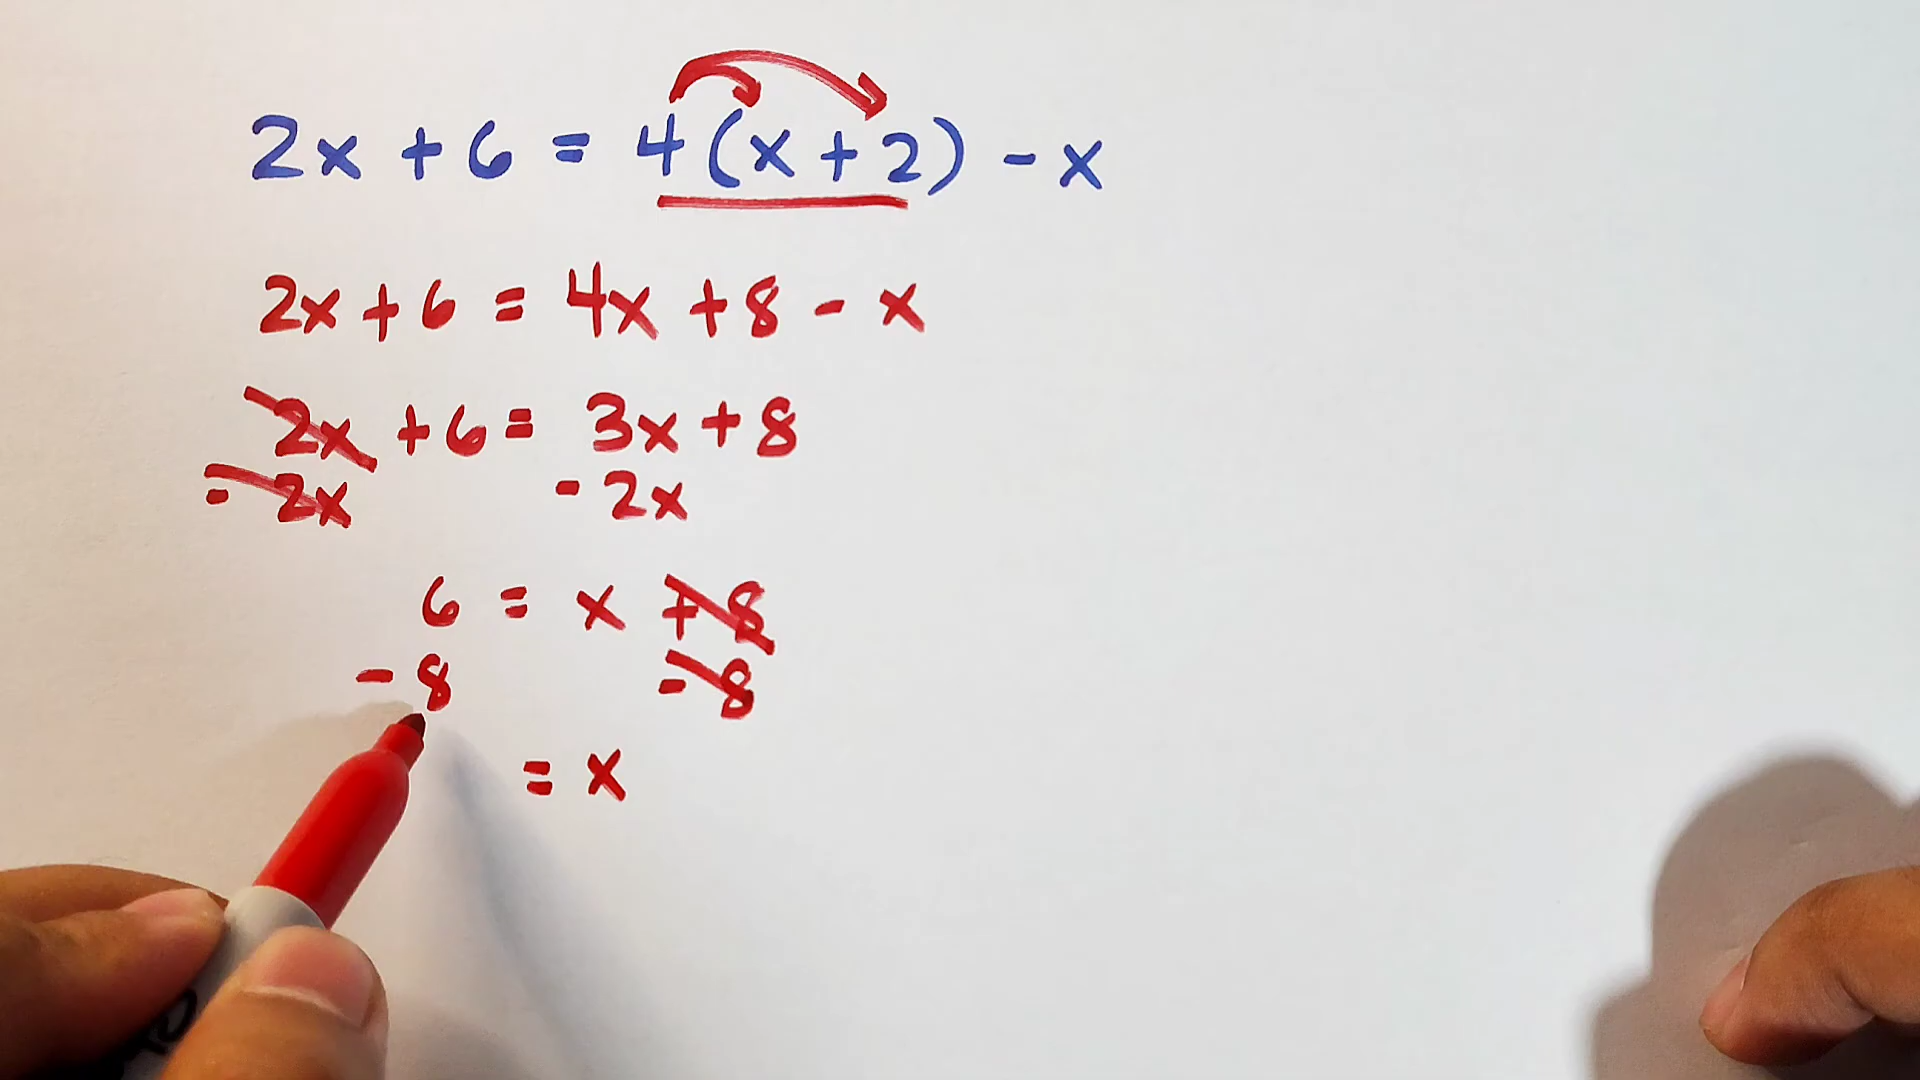 2x + 6 = 4(x + 2) - x
2x + 6 = 4x + 8 - x
2x + 6 = 3x + 8
- 2x - 2x
6 = x + 8
- 8 - 8
= x